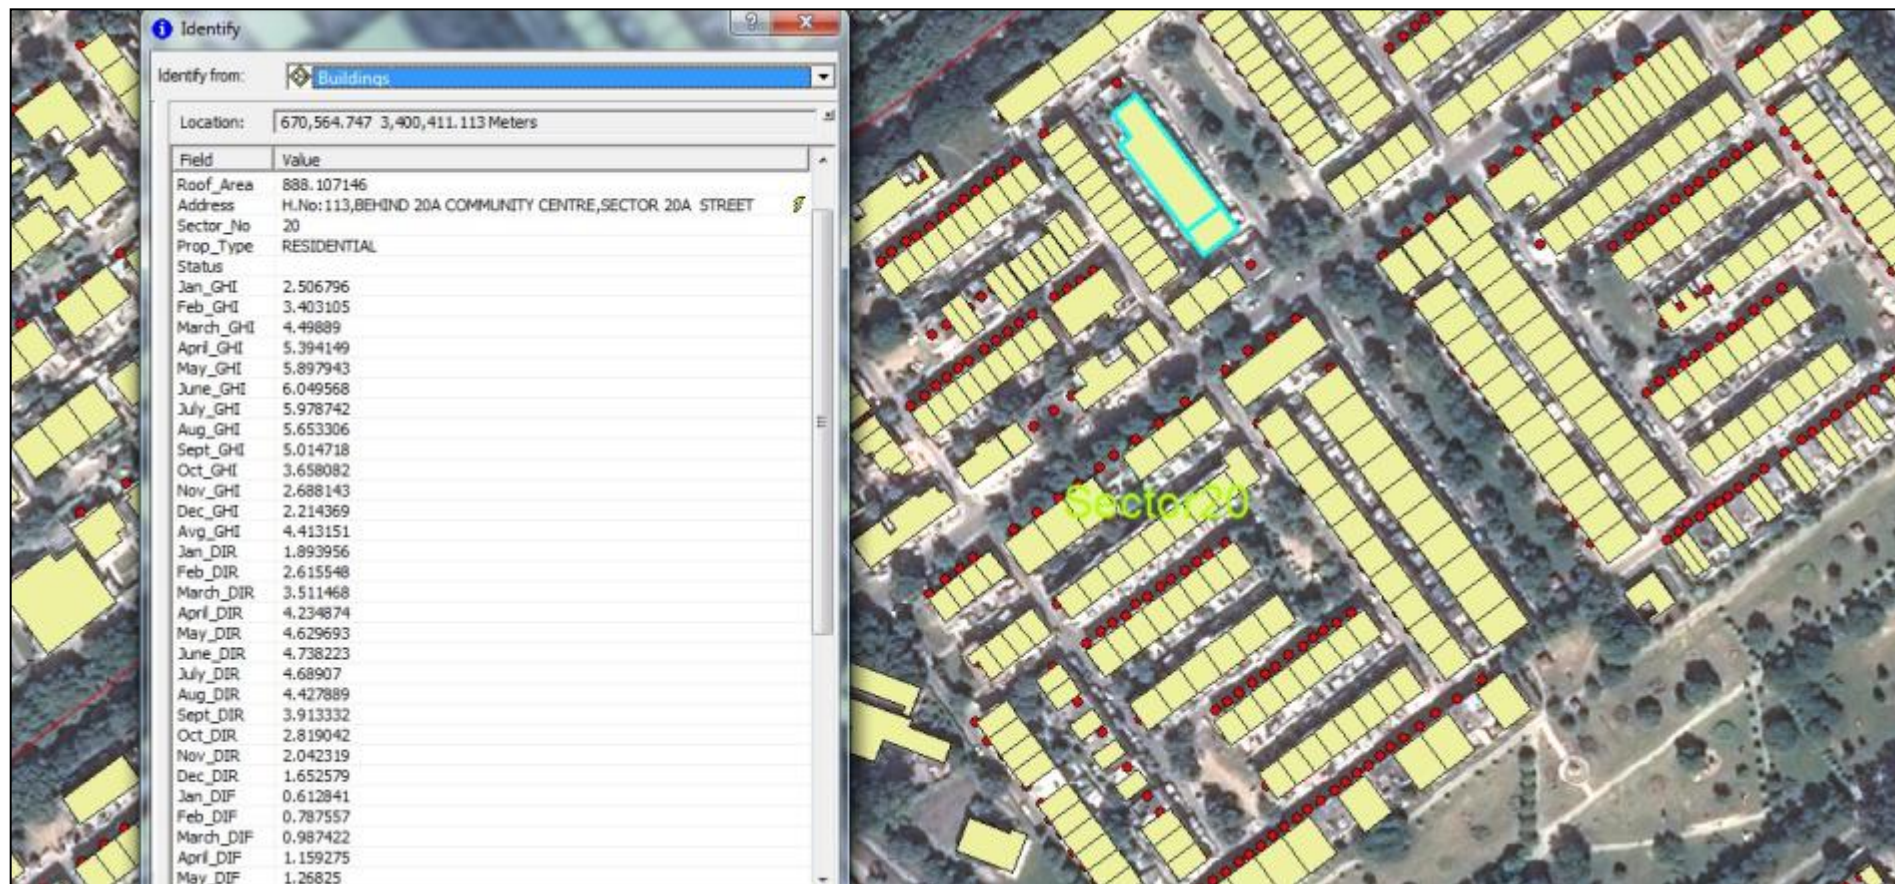 Identify
Identify from: Buildings
Location: 670,564.747 3,400,411.113 Meters
Field Value
Roof_Area 888.107146
Address H.No:113,BEHIND 20A COMMUNITY CENTRE,SECTOR 20A STREET
Sector_No 20
Prop_Type RESIDENTIAL
Status
Jan_GHI 2.506796
Feb_GHI 3.403105
March_GHI 4.49889
April_GHI 5.394149
May_GHI 5.897943
June_GHI 6.049568
July_GHI 5.978742
Aug_GHI 5.653306
Sept_GHI 5.014718
Oct_GHI 3.658082
Nov_GHI 2.688143
Dec_GHI 2.214369
Avg_GHI 4.413151
Jan_DIR 1.893956
Feb_DIR 2.615548
March_DIR 3.511468
April_DIR 4.234874
May_DIR 4.629693
June_DIR 4.738223
July_DIR 4.68907
Aug_DIR 4.427889
Sept_DIR 3.913332
Oct_DIR 2.819042
Nov_DIR 2.042319
Dec_DIR 1.652579
Jan_DIF 0.612841
Feb_DIF 0.787557
March_DIF 0.987422
April_DIF 1.159275
May_DIF 1.26825
Sector20